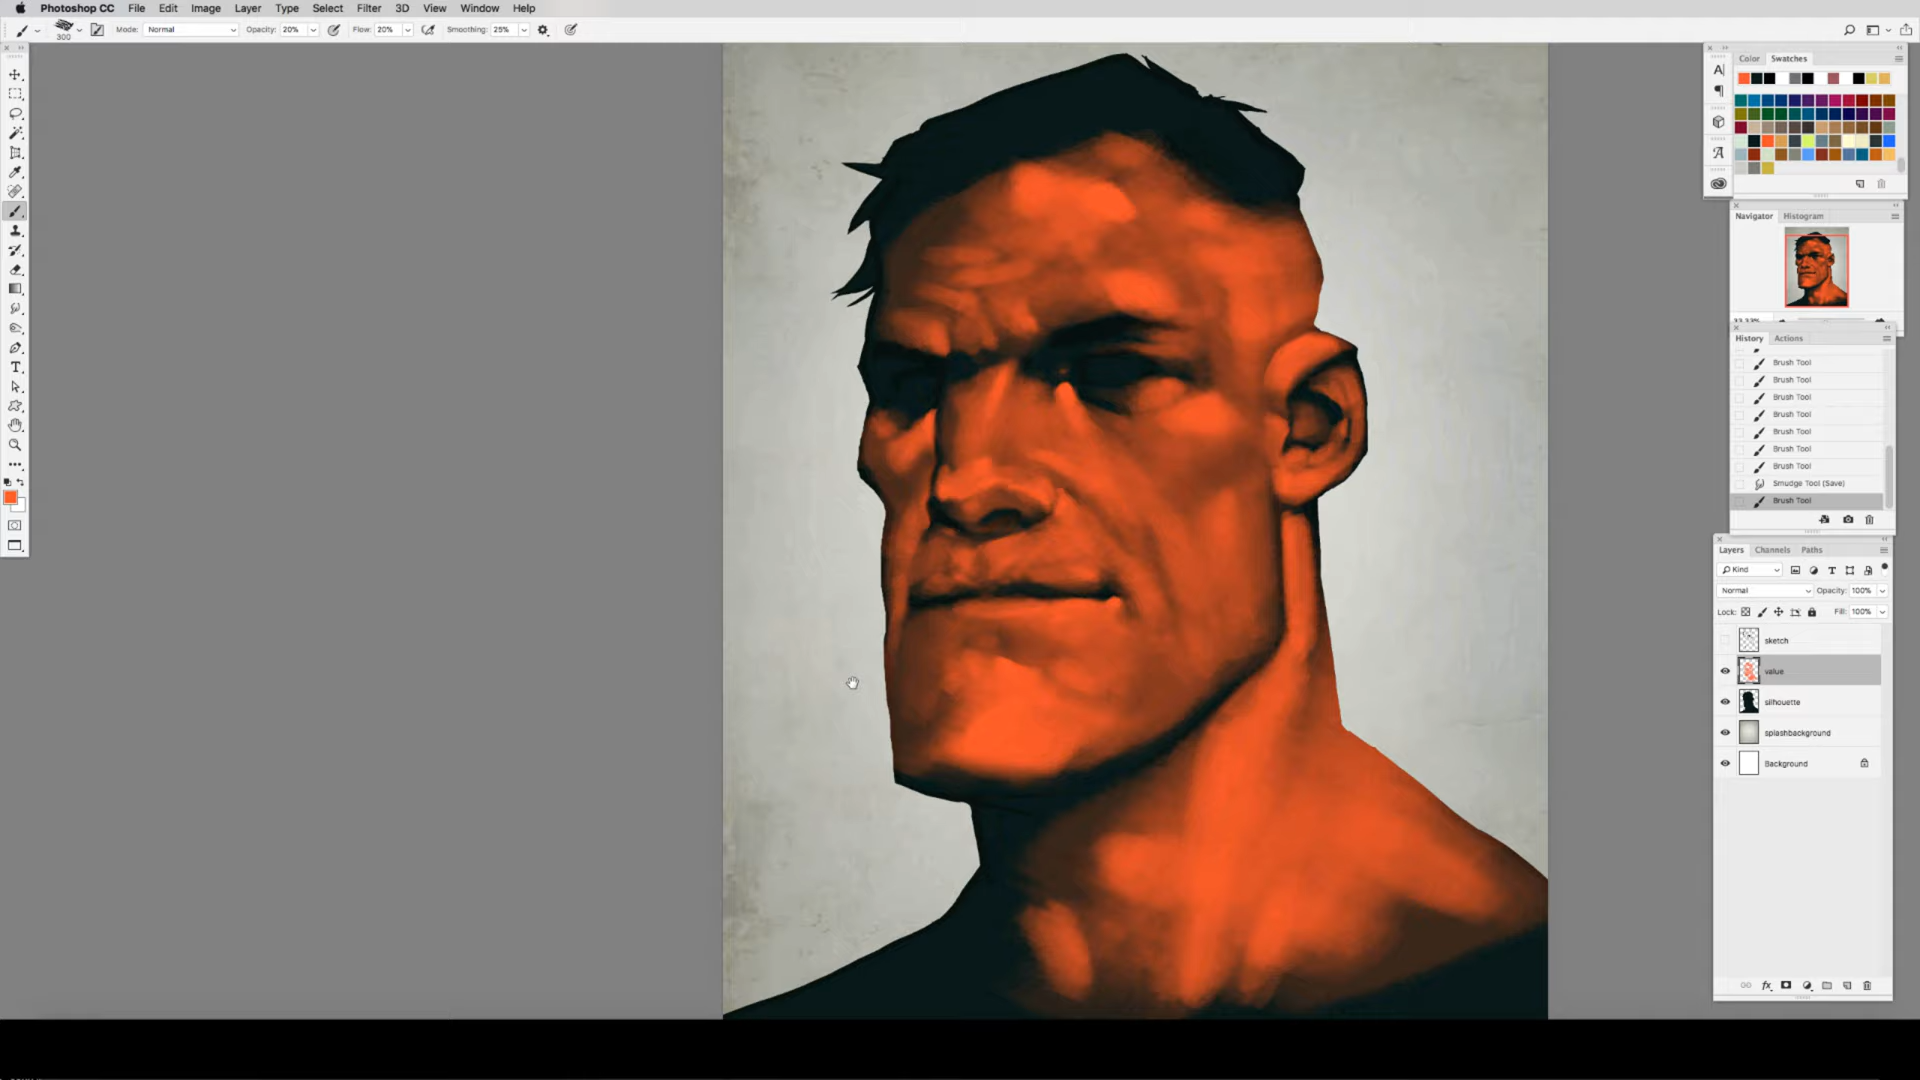 Photoshop CC File Edit Image Layer Type Select Filter 3D View Window Help
300 Mode: Normal Opacity: 20% Flow: 20% Smoothing: 25%
Color Swatches
Navigator Histogram
33.33%
History Actions
Brush Tool
Brush Tool
Brush Tool
Brush Tool
Brush Tool
Brush Tool
Brush Tool
Smudge Tool (Save)
Brush Tool
Layers Channels Paths
Kind
Normal Opacity: 100%
Lock: Fill: 100%
sketch
value
silhouette
splashbackground
Background